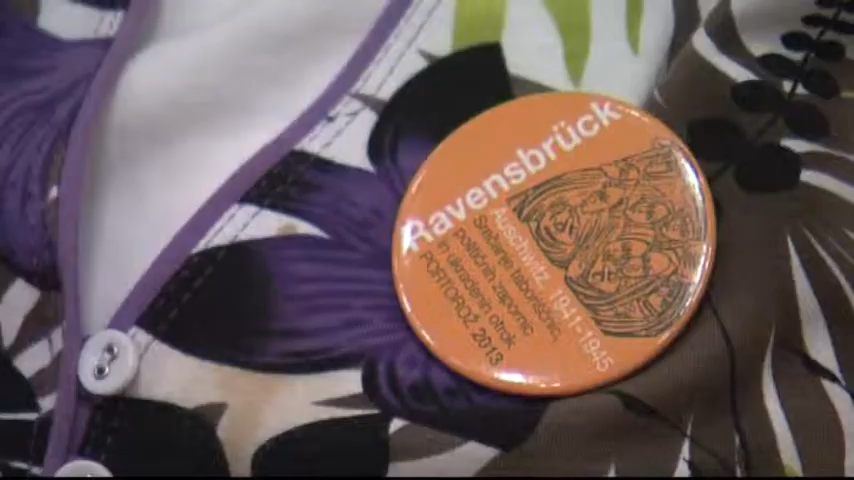 Ravensbrück
Auschwitz, 1941-1945
Srečanje taboriščnic,
političnih zapornic
in ukradenih otrok
PORTOROŽ 2013